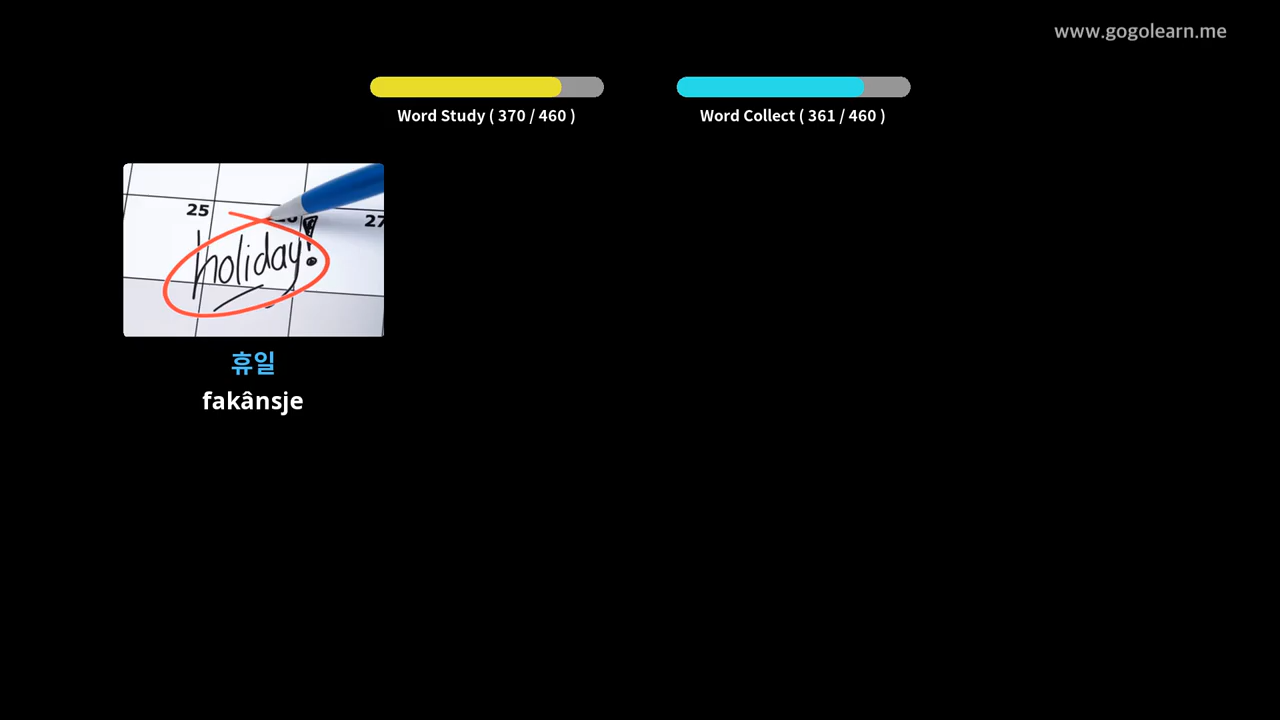 www.gogolearn.me
Word Study ( 370 / 460 )
Word Collect ( 361 / 460 )
25
27
holiday!
휴일
fakânsje